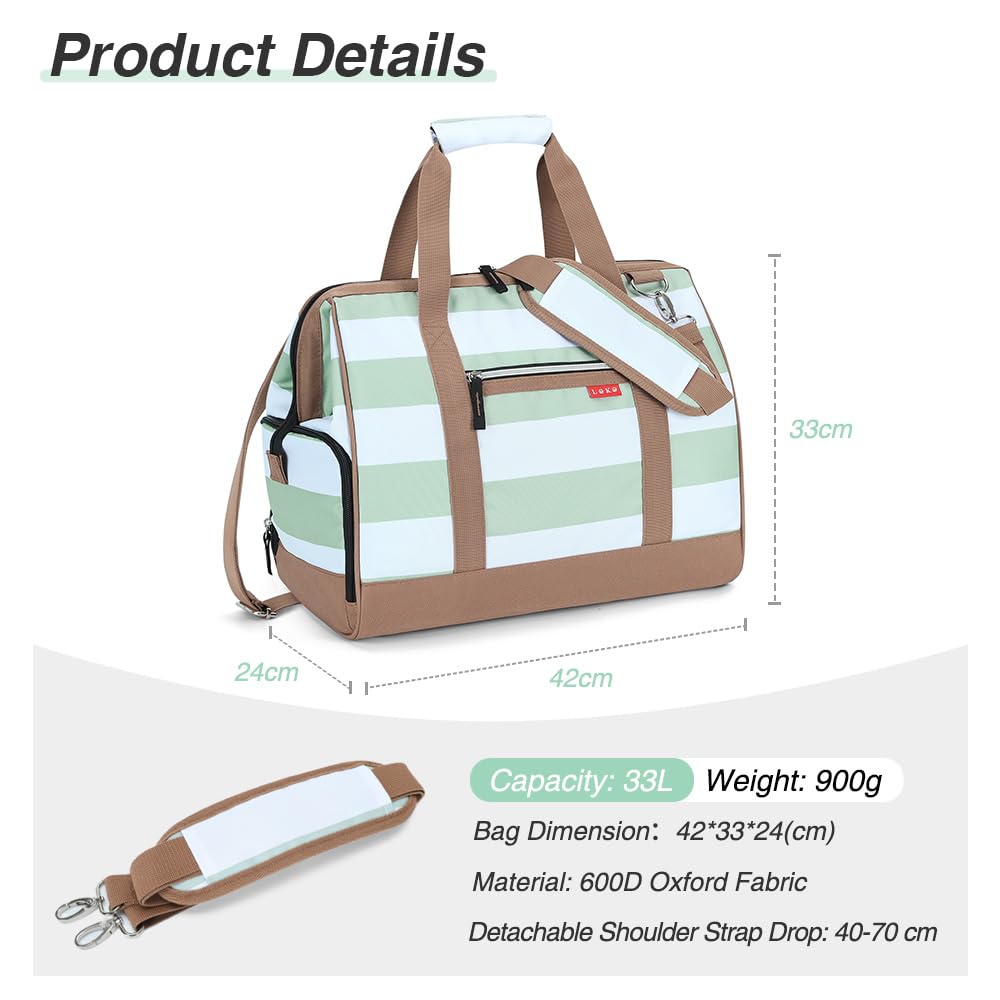 Product Details
LOKO
33cm
24cm
42cm
Capacity: 33L Weight: 900g
Bag Dimension: 42*33*24(cm)
Material: 600D Oxford Fabric
Detachable Shoulder Strap Drop: 40-70 cm